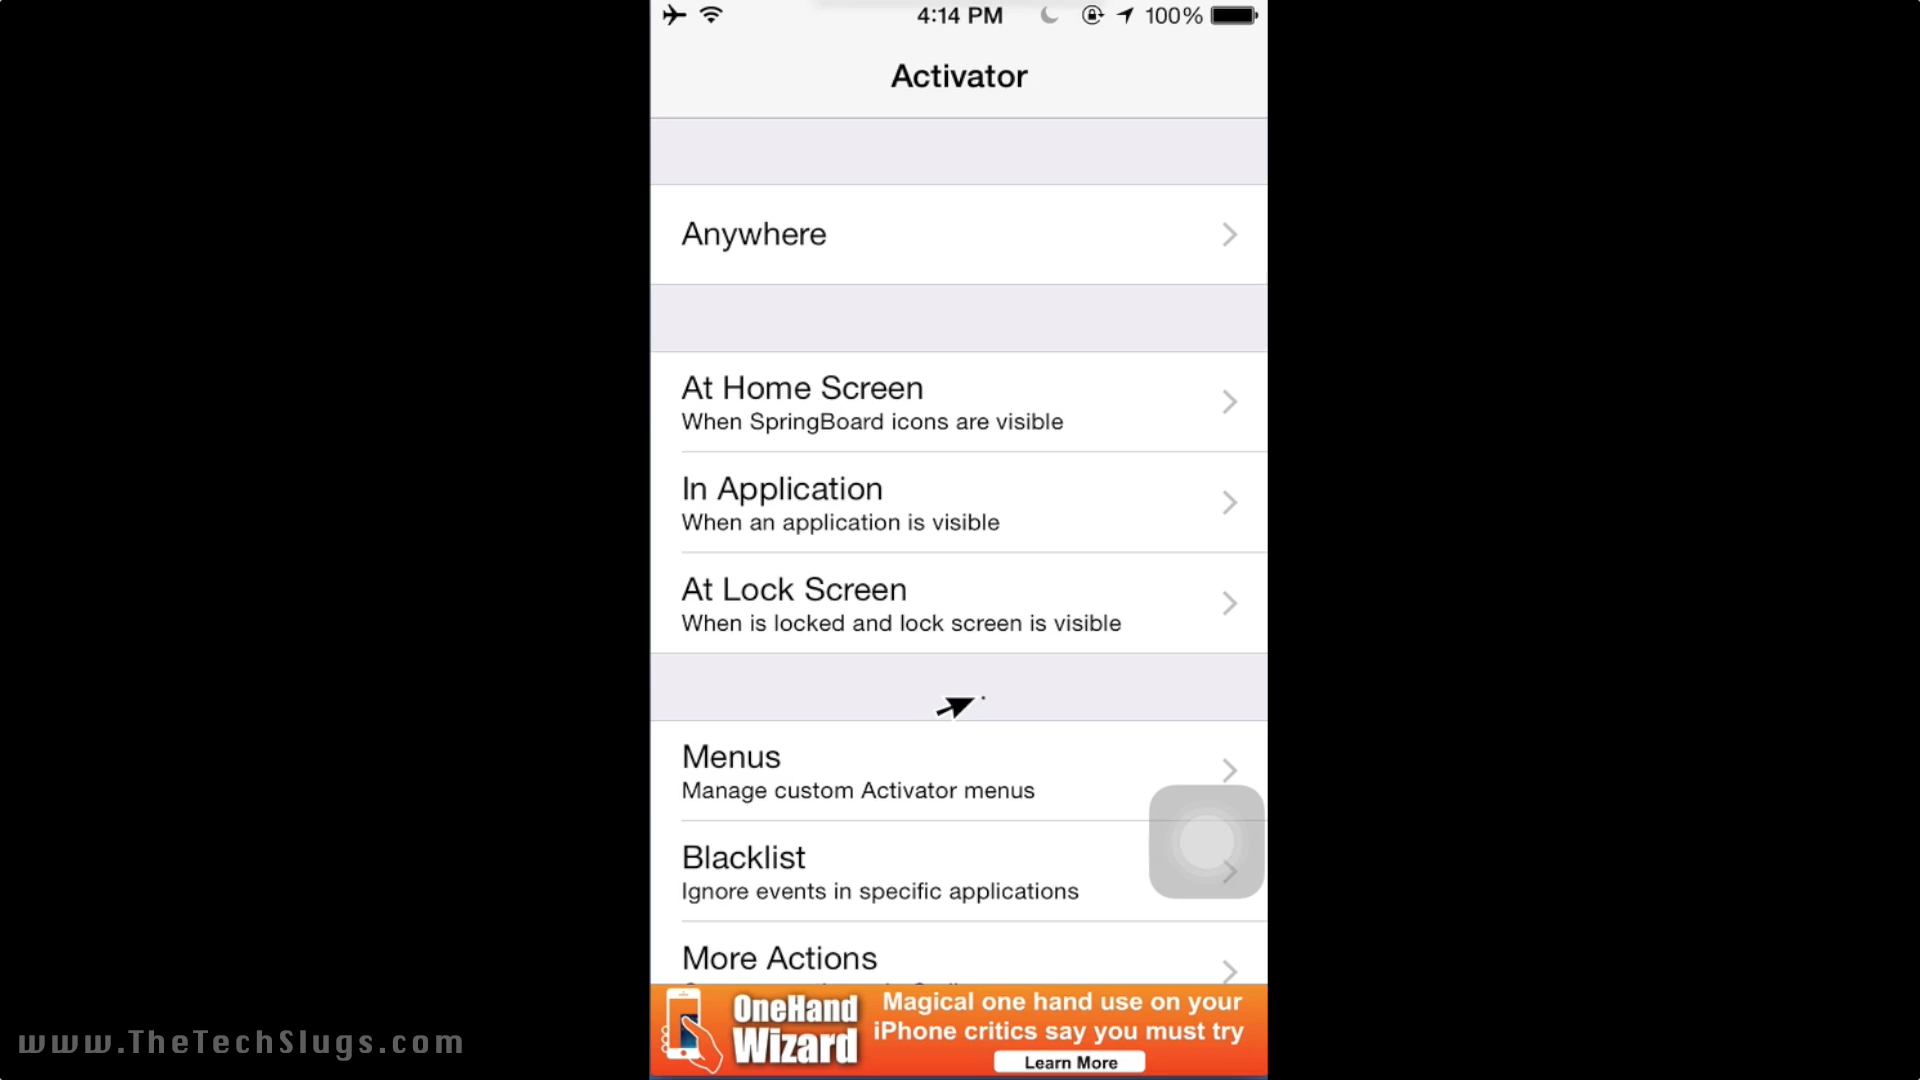 4:14 PM 100%
Activator
Anywhere
At Home Screen
When SpringBoard icons are visible
In Application
When an application is visible
At Lock Screen
When is locked and lock screen is visible
Menus
Manage custom Activator menus
Blacklist
Ignore events in specific applications
More Actions
OneHand
Wizard
Magical one hand use on your
iPhone critics say you must try
Learn More
www.TheTechSlugs.com